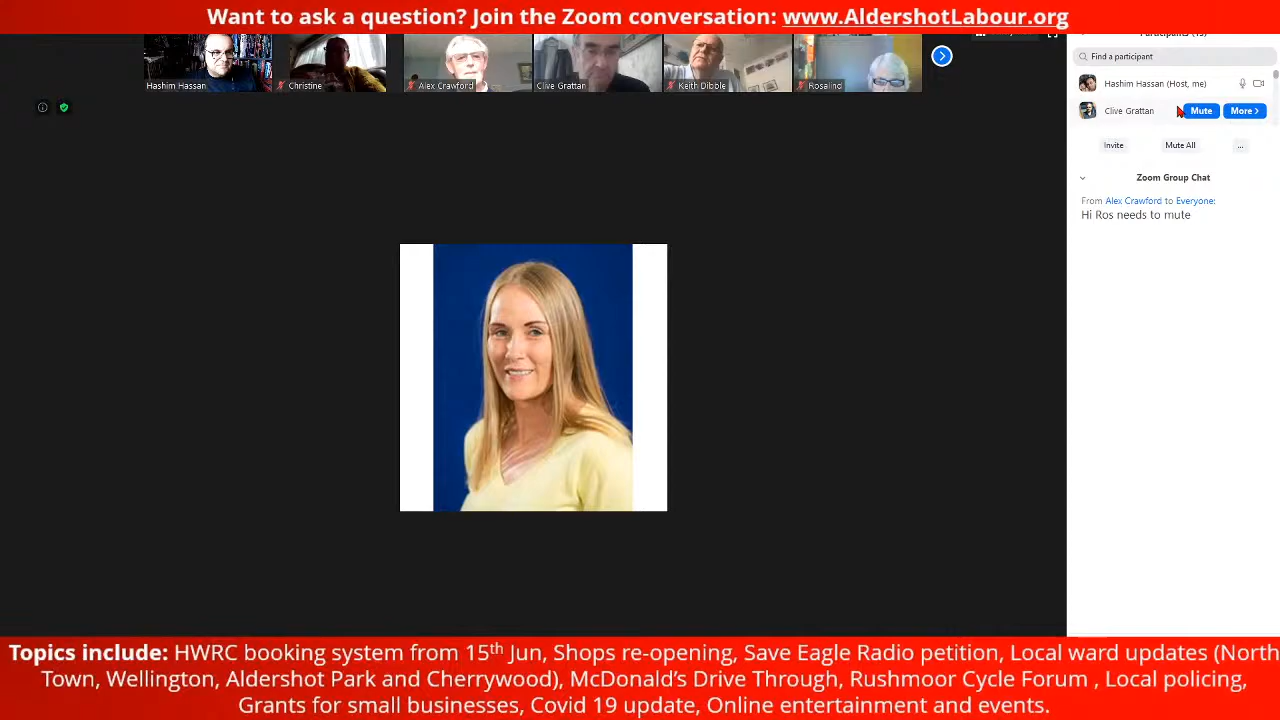 Want to ask a question? Join the Zoom conversation: www.AldershotLabour.org
Hashim Hassan
Christine
Alex Crawford
Clive Grattan
Keith Dibble
Rosalind
Find a participant
Hashim Hassan (Host, me)
Clive Grattan Mute More >
Invite Mute All ...
Zoom Group Chat
From Alex Crawford to Everyone:
Hi Ros needs to mute
Topics include: HWRC booking system from 15th Jun, Shops re-opening, Save Eagle Radio petition, Local ward updates (North
Town, Wellington, Aldershot Park and Cherrywood), McDonald's Drive Through, Rushmoor Cycle Forum , Local policing,
Grants for small businesses, Covid 19 update, Online entertainment and events.